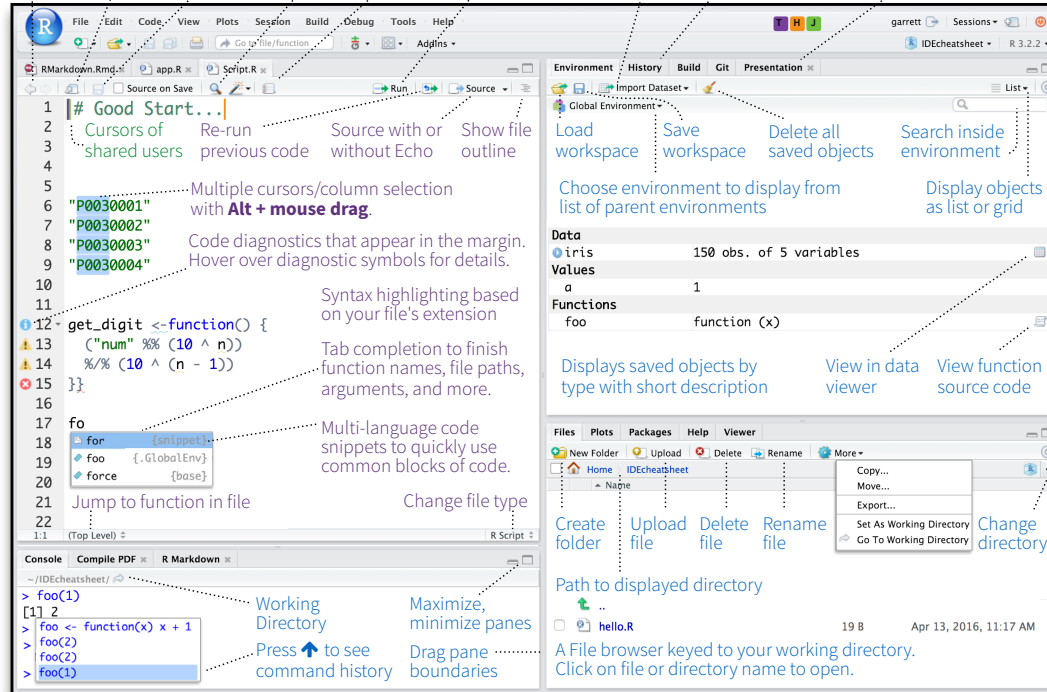 R
File Edit Code View Plots Session Build Debug Tools Help
T H J
garrett Sessions
Go to file/function
Addins
IDEcheatsheet R 3.2.2
RMarkdown.Rmd × app.R × Script.R ×
Source on Save Run Source
1 # Good Start...
2 Cursors of Re-run Source with or Show file
3 shared users previous code without Echo outline
4
5 Multiple cursors/column selection
6 "P0030001" with Alt + mouse drag.
7 "P0030002"
8 "P0030003" Code diagnostics that appear in the margin.
9 "P0030004" Hover over diagnostic symbols for details.
10
11 Syntax highlighting based
on your file's extension
12 get_digit <-function() {
13 ("num" %% (10 ^ n)) Tab completion to finish
14 %/% (10 ^ (n - 1)) function names, file paths,
15 }} arguments, and more.
16
17 fo Multi-language code
18 for {snippet} snippets to quickly use
19 foo {.GlobalEnv} common blocks of code.
20 force {base}
21 Jump to function in file Change file type
22
1:1 (Top Level) R Script
Console Compile PDF × R Markdown ×
~/IDEcheatsheet/
> foo(1)
[1] 2
> foo <- function(x) x + 1
> foo(2)
foo(2)
> foo(1)
Working
Directory
Maximize,
minimize panes
Press ↑ to see
command history
Drag pane
boundaries
Environment History Build Git Presentation ×
Import Dataset List
Global Environment
Load
workspace
Save
workspace
Delete all
saved objects
Search inside
environment
Choose environment to display from
list of parent environments
Display objects
as list or grid
Data
iris 150 obs. of 5 variables
Values
a 1
Functions
foo function (x)
Displays saved objects by
type with short description
View in data
viewer
View function
source code
Files Plots Packages Help Viewer
New Folder Upload Delete Rename More
Home IDEcheatsheet
Name
Copy...
Move...
Export...
Set As Working Directory
Go To Working Directory
Create
folder
Upload
file
Delete
file
Rename
file
Change
directory
Path to displayed directory
..
hello.R 19 B Apr 13, 2016, 11:17 AM
A File browser keyed to your working directory.
Click on file or directory name to open.